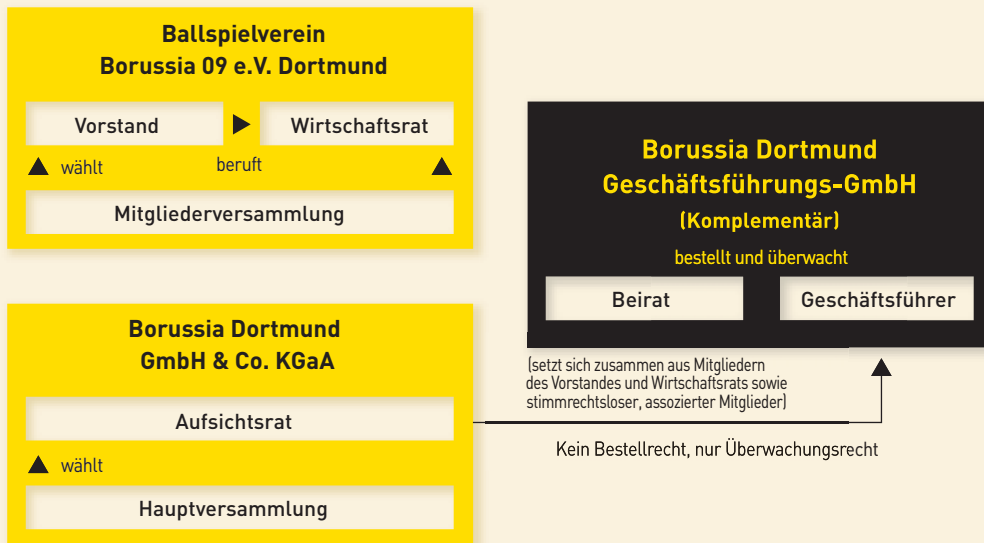 Ballspielverein
Borussia 09 e.V. Dortmund
Vorstand
Wirtschaftsrat
wählt
beruft
Mitgliederversammlung
Borussia Dortmund
GmbH & Co. KGaA
Aufsichtsrat
wählt
Hauptversammlung
Borussia Dortmund
Geschäftsführungs-GmbH
(Komplementär)
bestellt und überwacht
Beirat
Geschäftsführer
(setzt sich zusammen aus Mitgliedern
des Vorstandes und Wirtschaftsrats sowie
stimmrechtsloser, assozierter Mitglieder)
Kein Bestellrecht, nur Überwachungsrecht